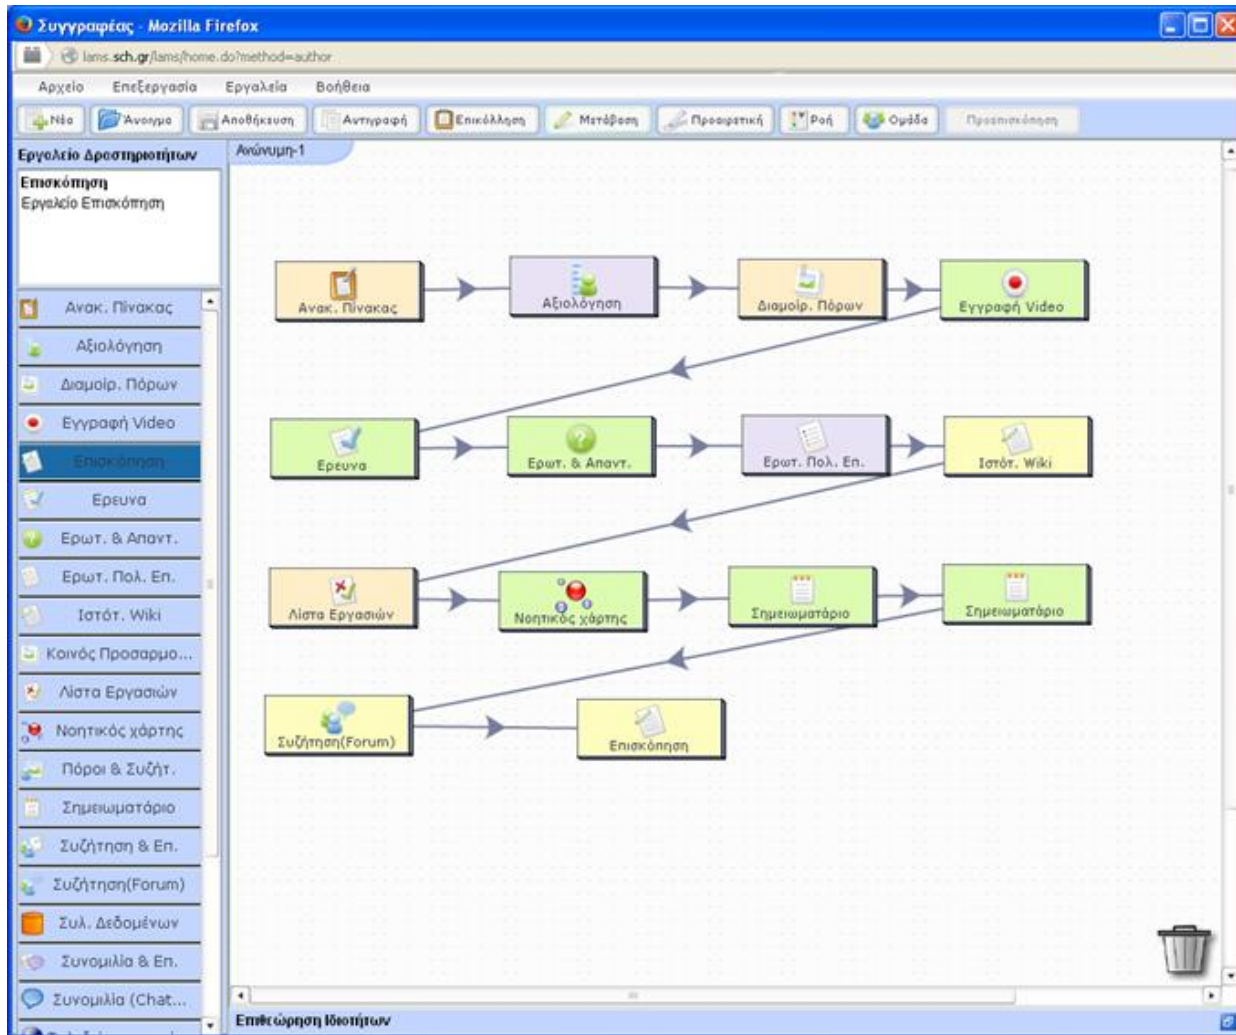 Συγγραφέας - Mozilla Firefox
lams.sch.gr/lams/home.do?method=author
Αρχείο Επεξεργασία Εργαλεία Βοήθεια
Νέο Άνοιγμα Αποθήκευση Αντιγραφή Επικόλληση Μετάβαση Προαιρετική Ροή Ομάδα Προεπισκόπηση
Εργαλείο Δραστηριοτήτων
Επισκόπηση
Εργαλείο Επισκόπηση
Ανακ. Πίνακας
Αξιολόγηση
Διαμοίρ. Πόρων
Εγγραφή Video
Επισκόπηση
Ερευνα
Ερωτ. & Απαντ.
Ερωτ. Πολ. Επ.
Ιστότ. Wiki
Κοινός Προσαρμο...
Λίστα Εργασιών
Νοητικός χάρτης
Πόροι & Συζήτ.
Σημειωματάριο
Συζήτηση & Επ.
Συζήτηση(Forum)
Συλ. Δεδομένων
Συνομιλία & Επ.
Συνομιλία (Chat...
Ανώνυμη-1
Ανακ. Πίνακας Αξιολόγηση Διαμοίρ. Πόρων Εγγραφή Video
Ερευνα Ερωτ. & Απαντ. Ερωτ. Πολ. Επ. Ιστότ. Wiki
Λίστα Εργασιών Νοητικός χάρτης Σημειωματάριο Σημειωματάριο
Συζήτηση(Forum) Επισκόπηση
Επιθεώρηση Ιδιοτήτων